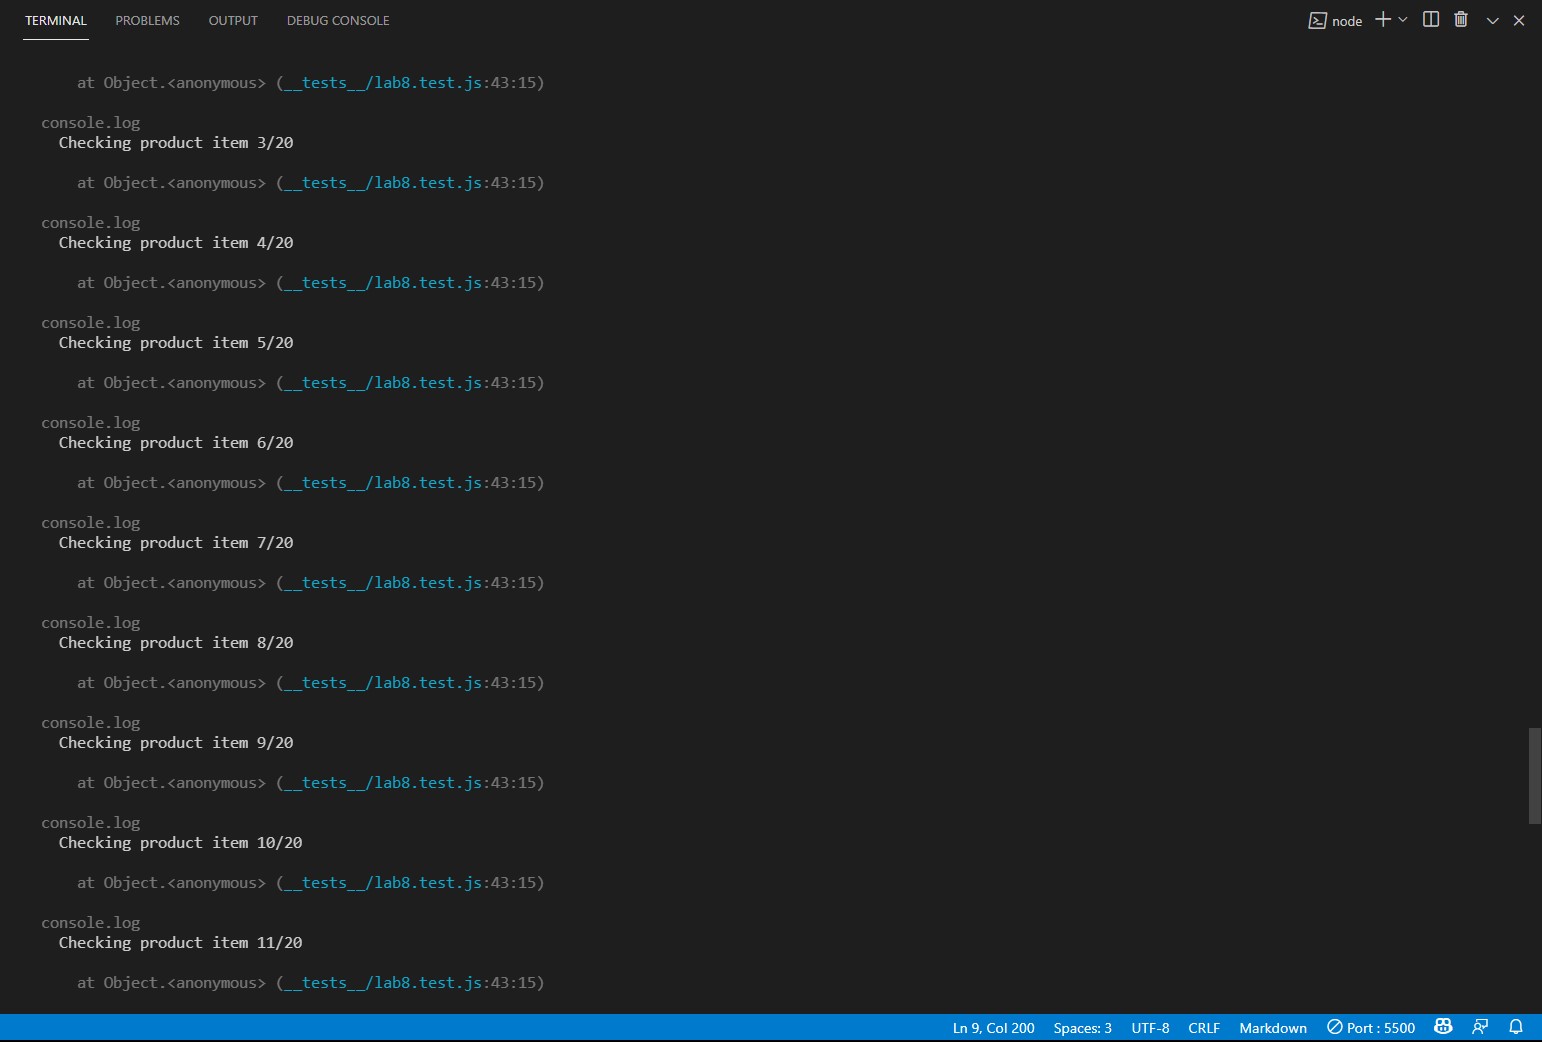 TERMINAL PROBLEMS OUTPUT DEBUG CONSOLE node
at Object.<anonymous> (__tests__/lab8.test.js:43:15)
console.log
Checking product item 3/20
at Object.<anonymous> (__tests__/lab8.test.js:43:15)
console.log
Checking product item 4/20
at Object.<anonymous> (__tests__/lab8.test.js:43:15)
console.log
Checking product item 5/20
at Object.<anonymous> (__tests__/lab8.test.js:43:15)
console.log
Checking product item 6/20
at Object.<anonymous> (__tests__/lab8.test.js:43:15)
console.log
Checking product item 7/20
at Object.<anonymous> (__tests__/lab8.test.js:43:15)
console.log
Checking product item 8/20
at Object.<anonymous> (__tests__/lab8.test.js:43:15)
console.log
Checking product item 9/20
at Object.<anonymous> (__tests__/lab8.test.js:43:15)
console.log
Checking product item 10/20
at Object.<anonymous> (__tests__/lab8.test.js:43:15)
console.log
Checking product item 11/20
at Object.<anonymous> (__tests__/lab8.test.js:43:15)
Ln 9, Col 200 Spaces: 3 UTF-8 CRLF Markdown Port : 5500